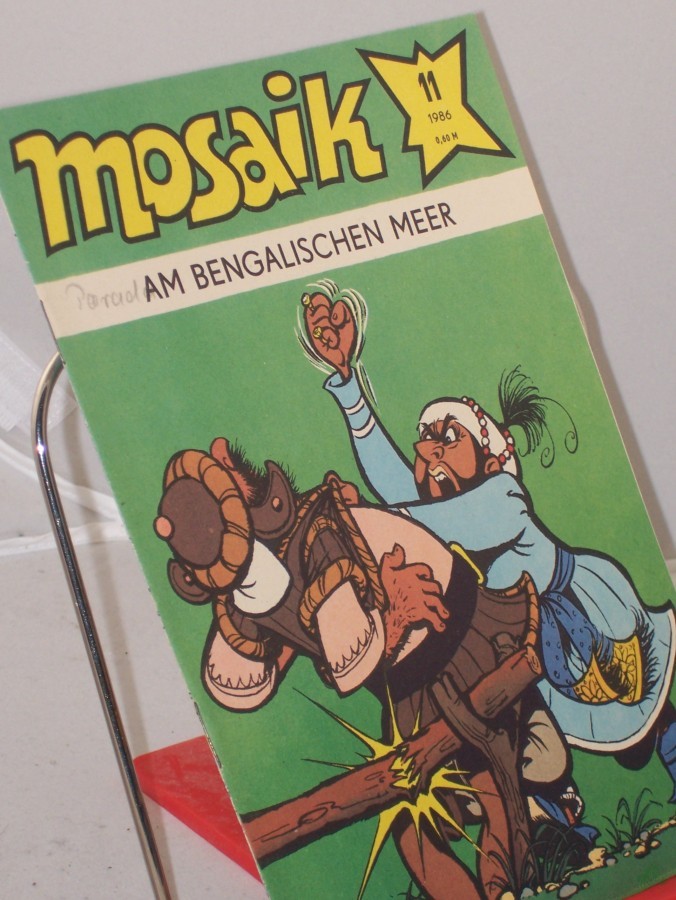 mosaik
11
1986
0,60 M
AM BENGALISCHEN MEER